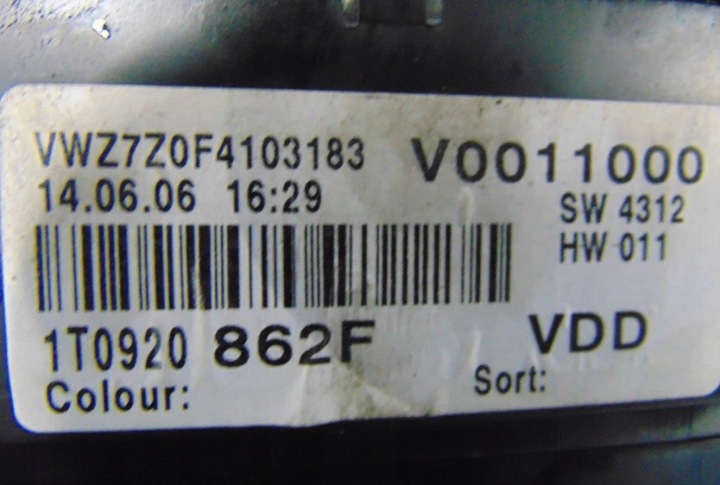 VWZ7Z0F4103183 V0011000
14.06.06 16:29 SW 4312
HW 011
1T0920 862F VDD
Colour: Sort: